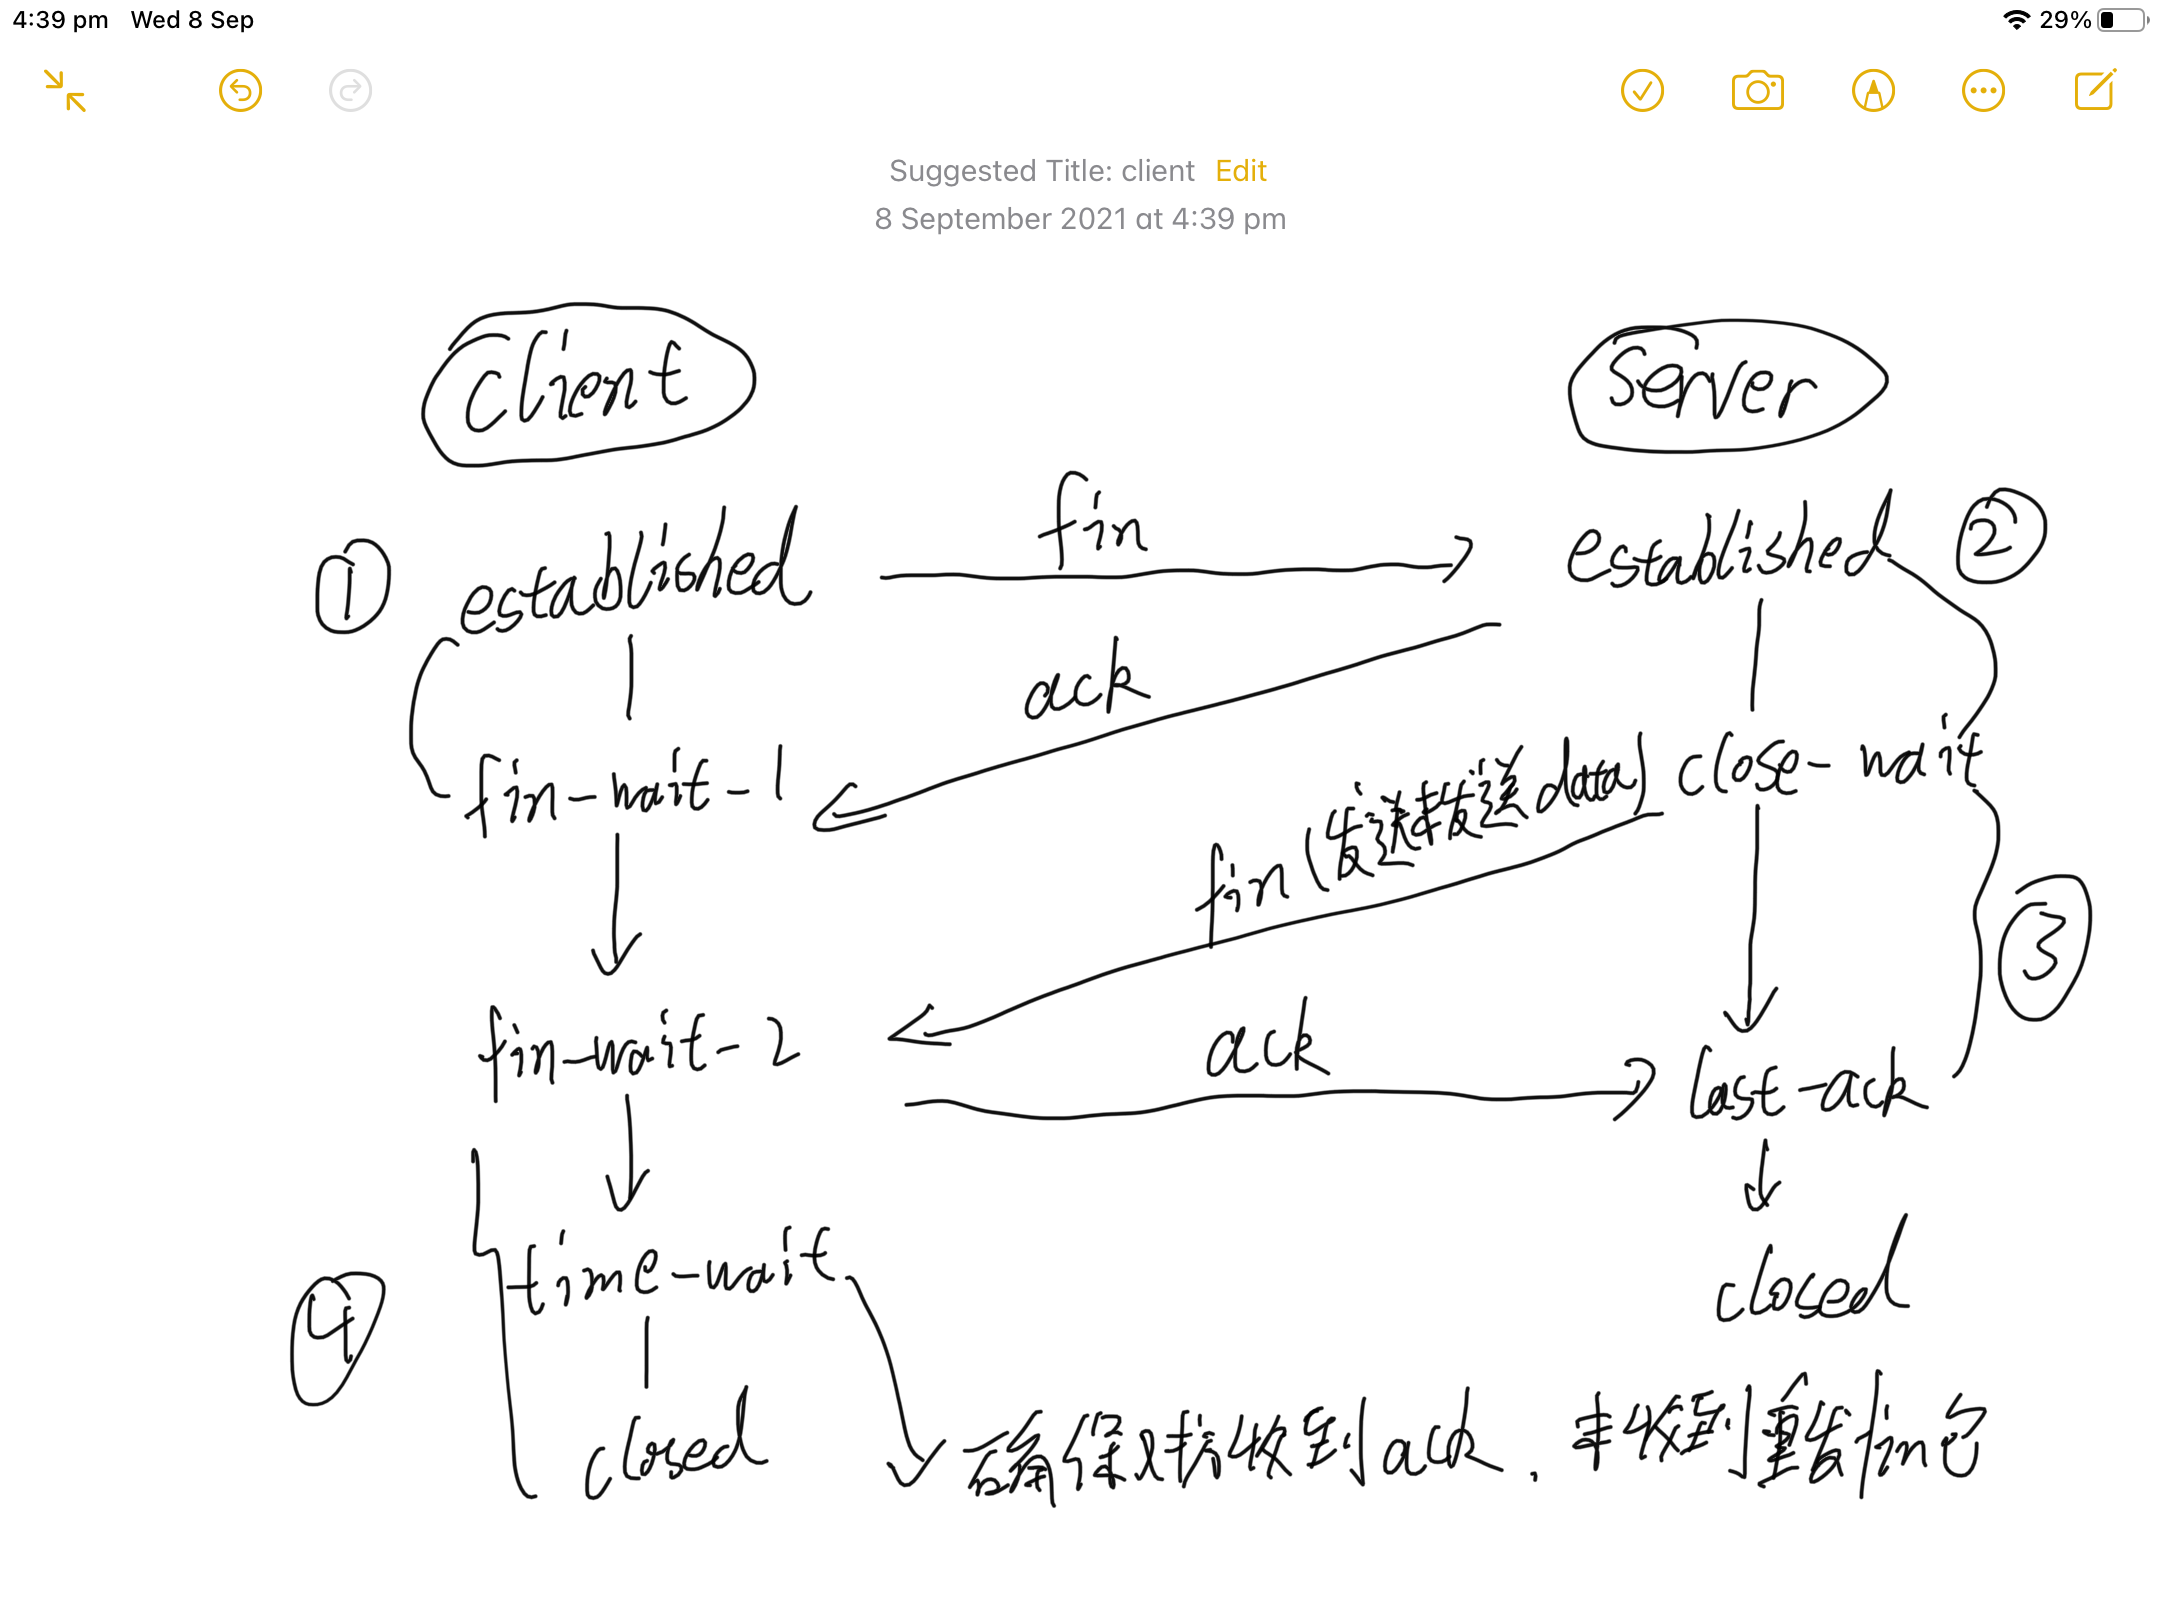 4:39 pm Wed 8 Sep 29%
Suggested Title: client Edit
8 September 2021 at 4:39 pm
Client Server
① established fin established ②
ack
fin-wait-1 close-wait
fin(发送未发送data)
③
fin-wait-2 ack last-ack
time-wait closed
④
closed 确保对方收到ack. 未收到重发fin包